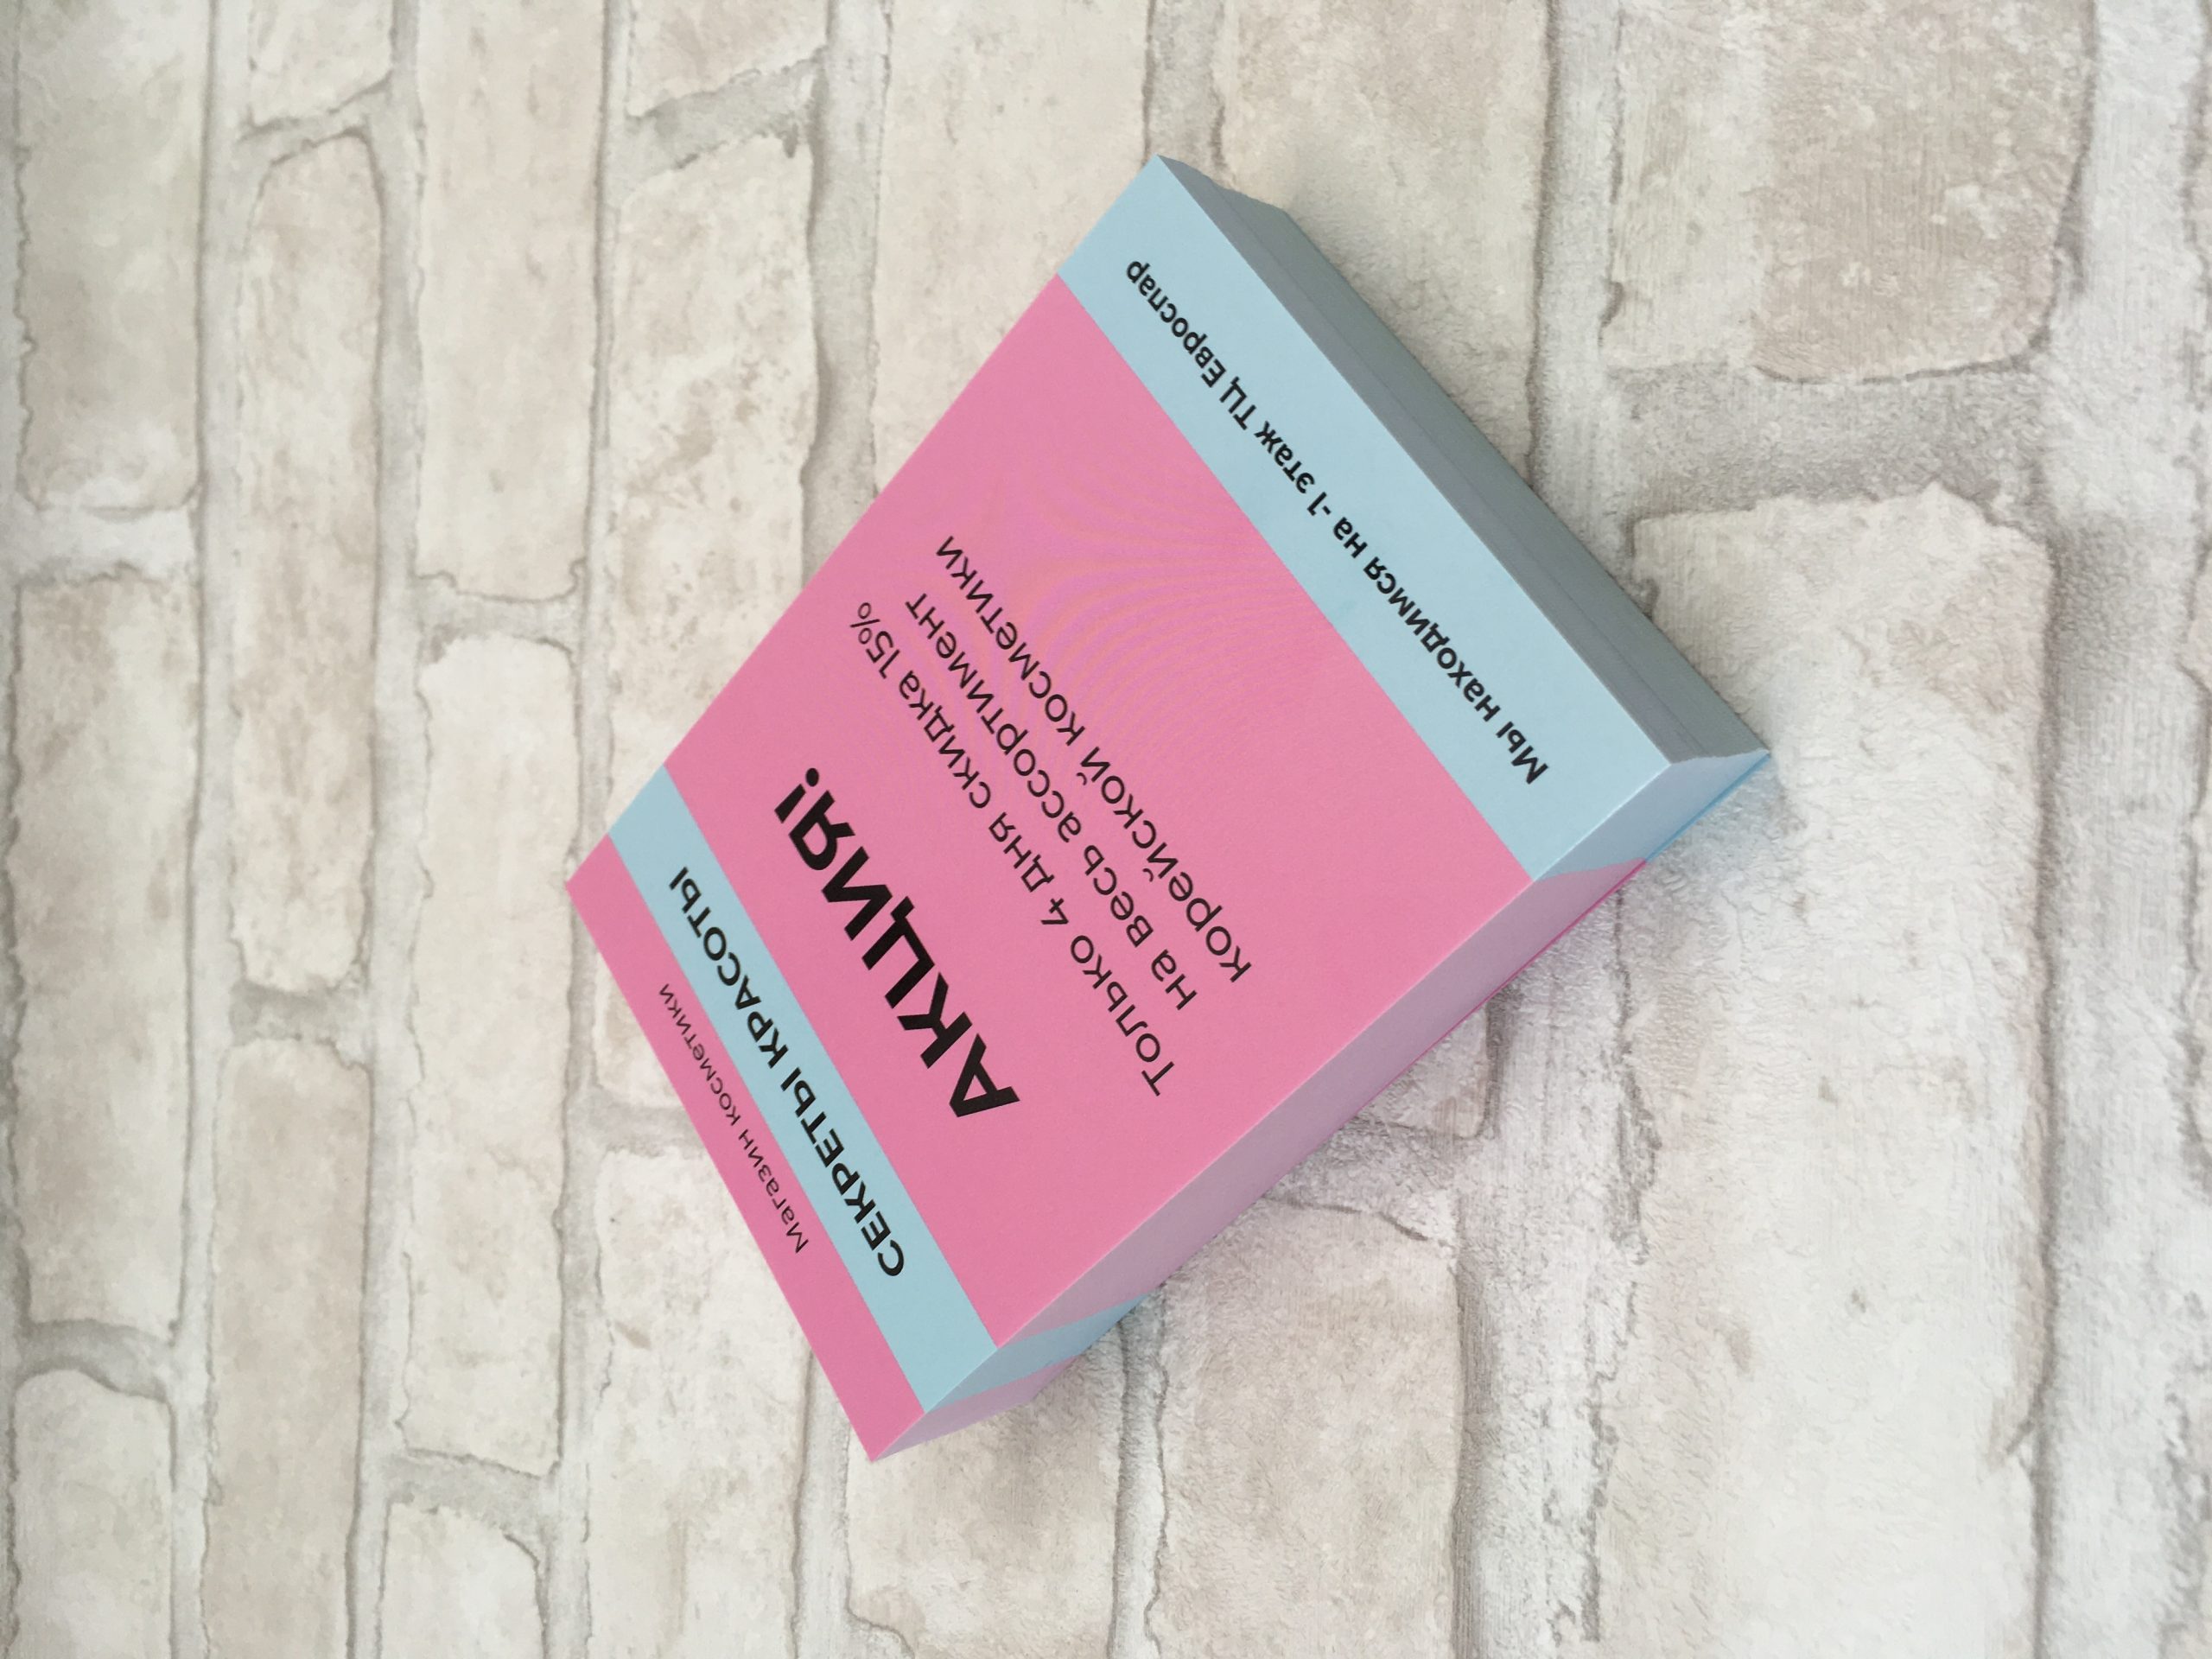 Магазин косметики
СЕКРЕТЫ КРАСОТЫ
АКЦИЯ!
Только 4 дня скидка 15%
на весь ассортимент
корейской косметики
Мы находимся на -1 этаж ТЦ Евроспар